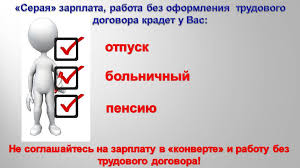 «Серая» зарплата, работа без оформления трудового
договора крадет у Вас:
отпуск
больничный
пенсию
Не соглашайтесь на зарплату в «конверте» и работу без
трудового договора!